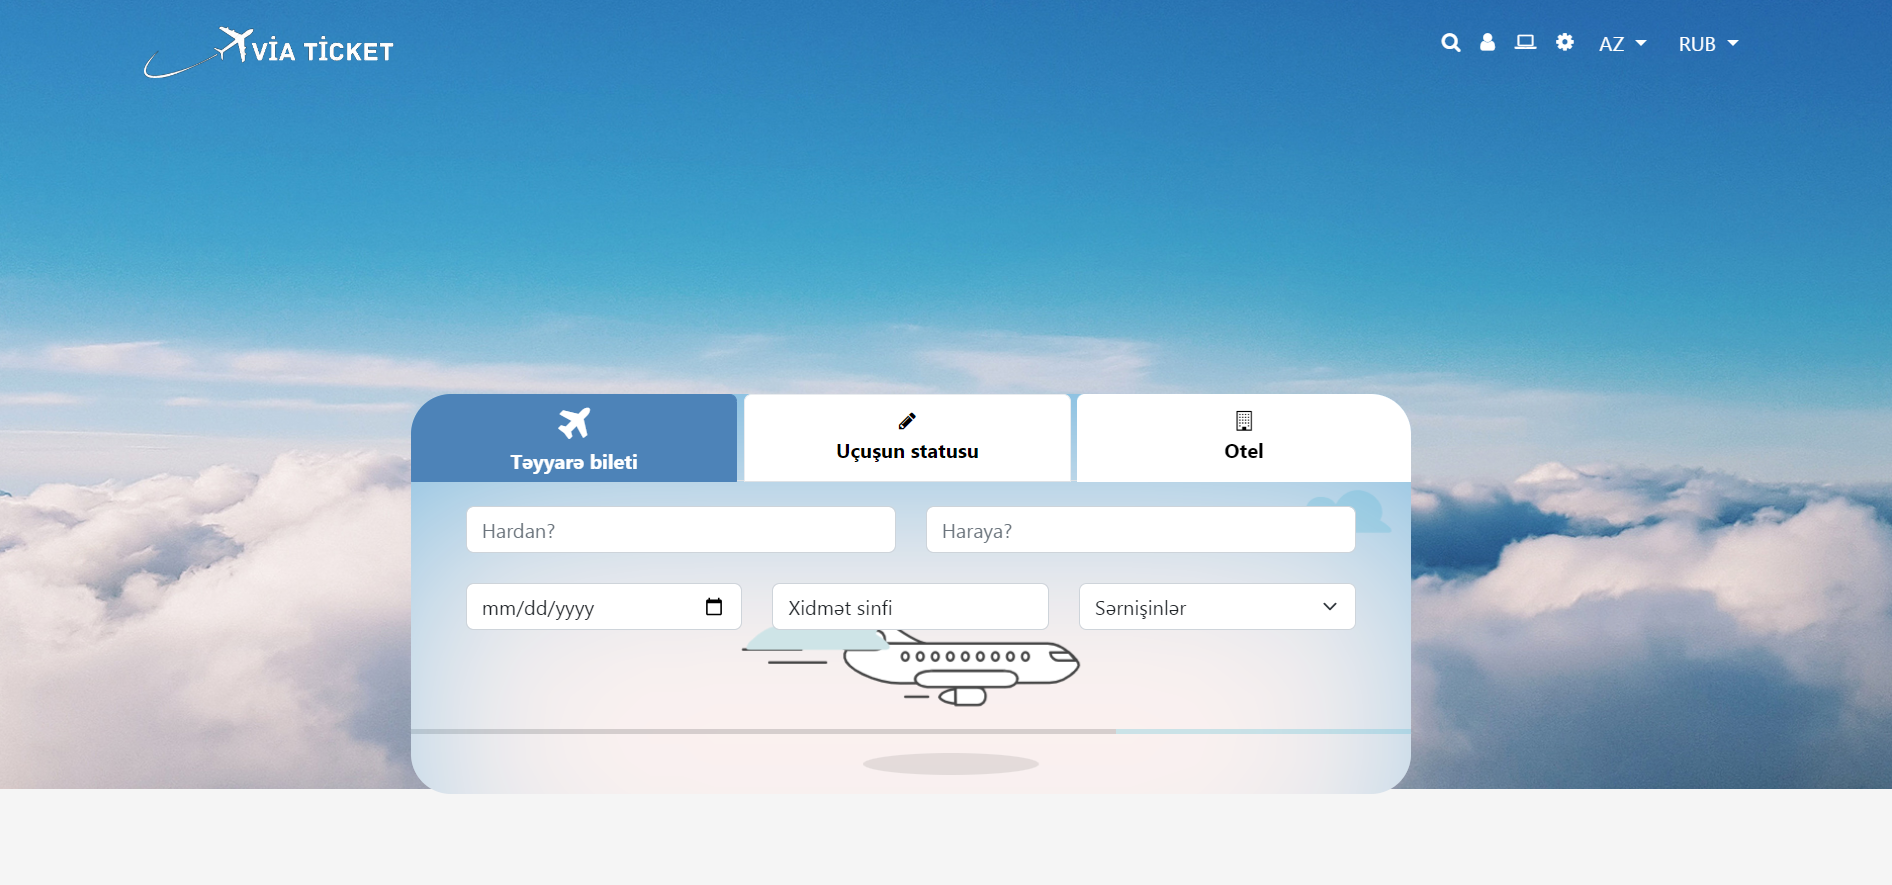 VİA TİCKET
AZ
RUB
Təyyarə bileti
Uçuşun statusu
Otel
Hardan?
Haraya?
mm/dd/yyyy
Xidmət sinfi
Sərnişinlər